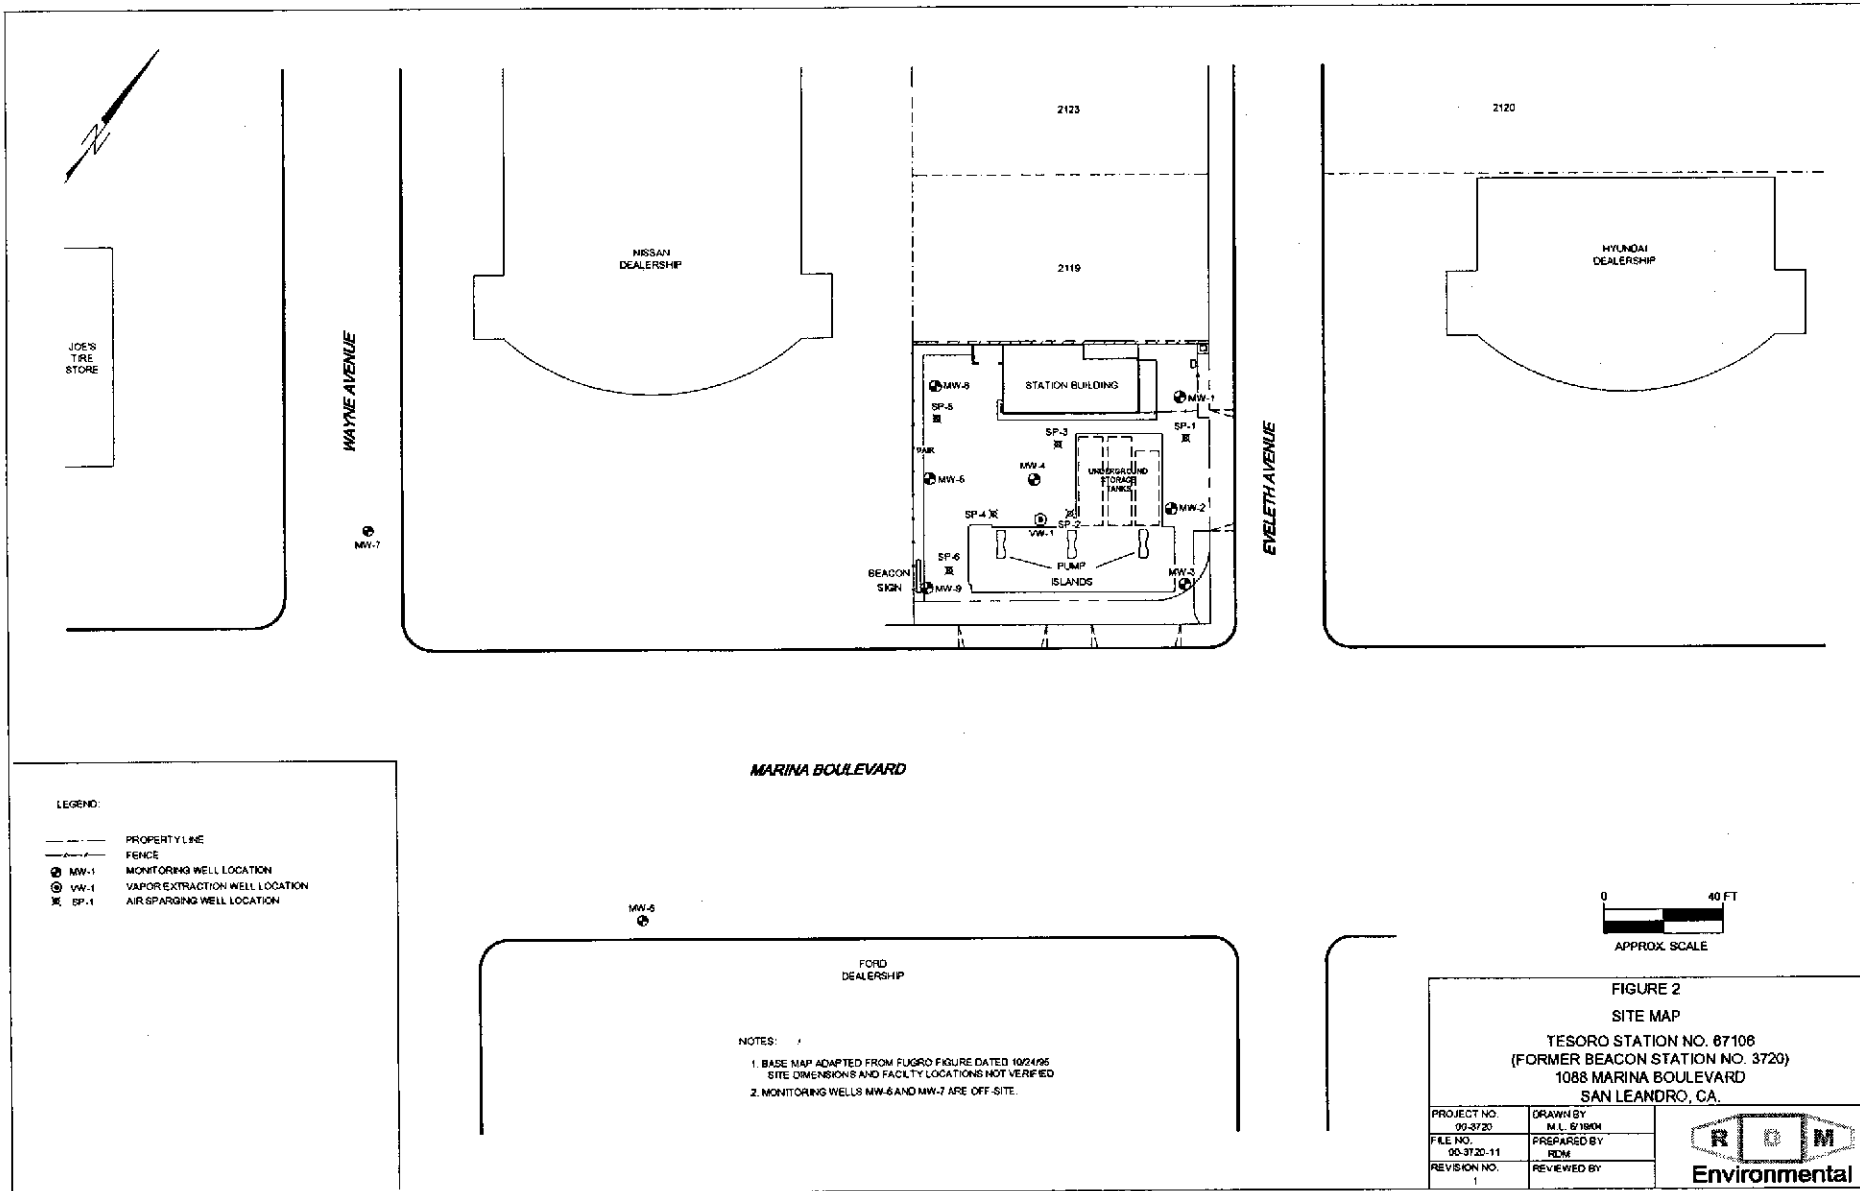 2123
2120
NISSAN
DEALERSHIP
2119
HYUNDAI
DEALERSHIP
JOE'S
TIRE
STORE
WAYNE AVENUE
EVELETH AVENUE
STATION BUILDING
MW-8
SP-5
MW-1
SP-1
SP-3
AIR
MW-4
UNDERGROUND
STORAGE
TANKS
MW-5
MW-2
SP-4
SP-2
VW-1
MW-7
SP-6
PUMP
ISLANDS
MW-3
BEACON
SIGN
MW-9
MARINA BOULEVARD
LEGEND:
PROPERTY LINE
FENCE
MW-1 MONITORING WELL LOCATION
VW-1 VAPOR EXTRACTION WELL LOCATION
SP-1 AIR SPARGING WELL LOCATION
MW-6
FORD
DEALERSHIP
0 40 FT
APPROX. SCALE
NOTES:
1. BASE MAP ADAPTED FROM FUGRO FIGURE DATED 10/24/95
SITE DIMENSIONS AND FACILITY LOCATIONS NOT VERIFIED
2. MONITORING WELLS MW-6 AND MW-7 ARE OFF-SITE.
FIGURE 2
SITE MAP
TESORO STATION NO. 67106
(FORMER BEACON STATION NO. 3720)
1088 MARINA BOULEVARD
SAN LEANDRO, CA.
PROJECT NO.
00-3720
DRAWN BY
M.L.
FILE NO.
00-3720-11
PREPARED BY
RDM
REVISION NO.
1
REVIEWED BY
RDM
Environmental